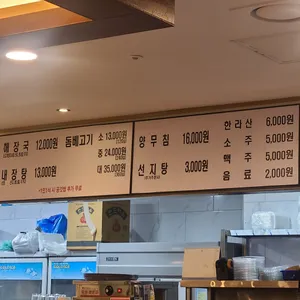 해장국 12,000원 돔베고기 소 13,000원
중 24,000원
내장탕 13,000원 대 35,000원
양무침 16,000원 한라산 6,000원
소주 5,000원
선지탕 3,000원 맥주 5,000원
음료 2,000원